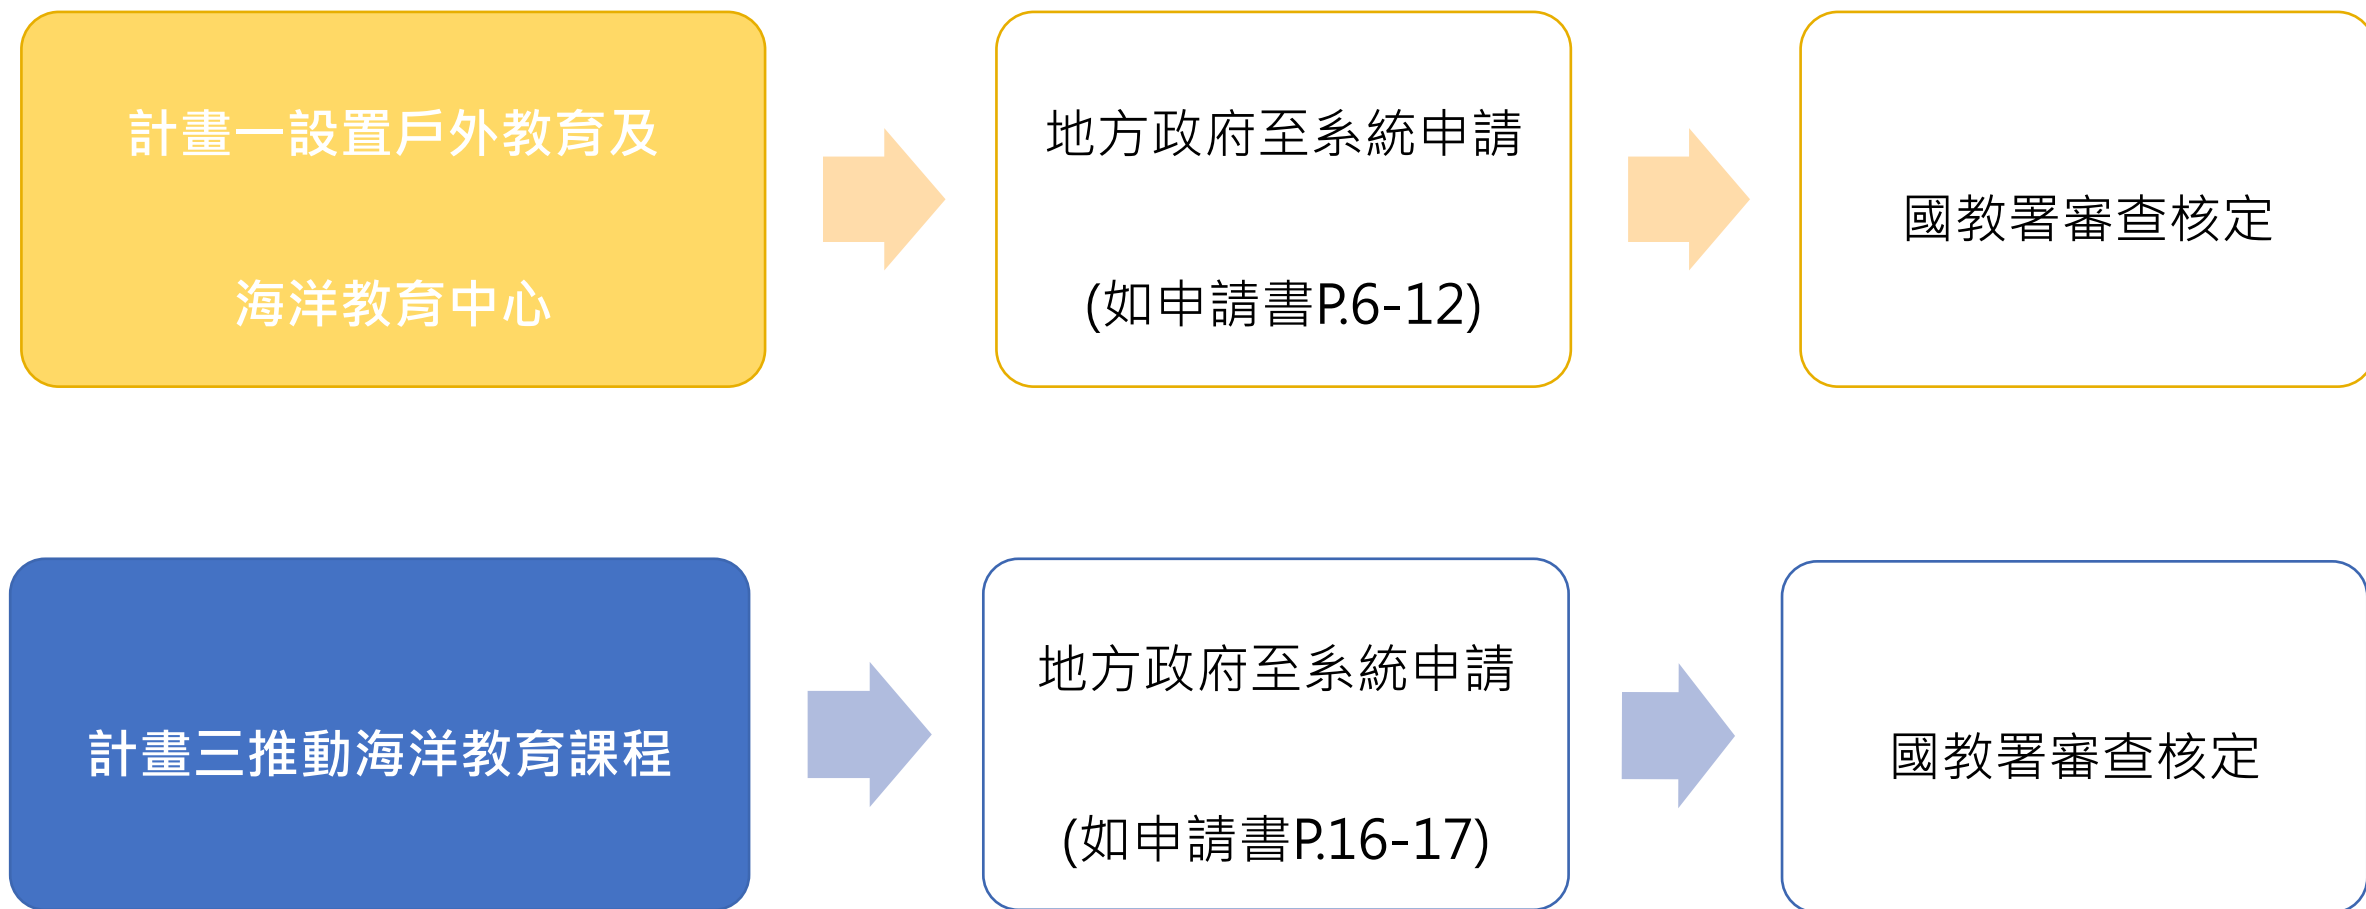 計畫一設置戶外教育及
海洋教育中心
地方政府至系統申請
(如申請書P.6-12)
國教署審查核定
計畫三推動海洋教育課程
地方政府至系統申請
(如申請書P.16-17)
國教署審查核定